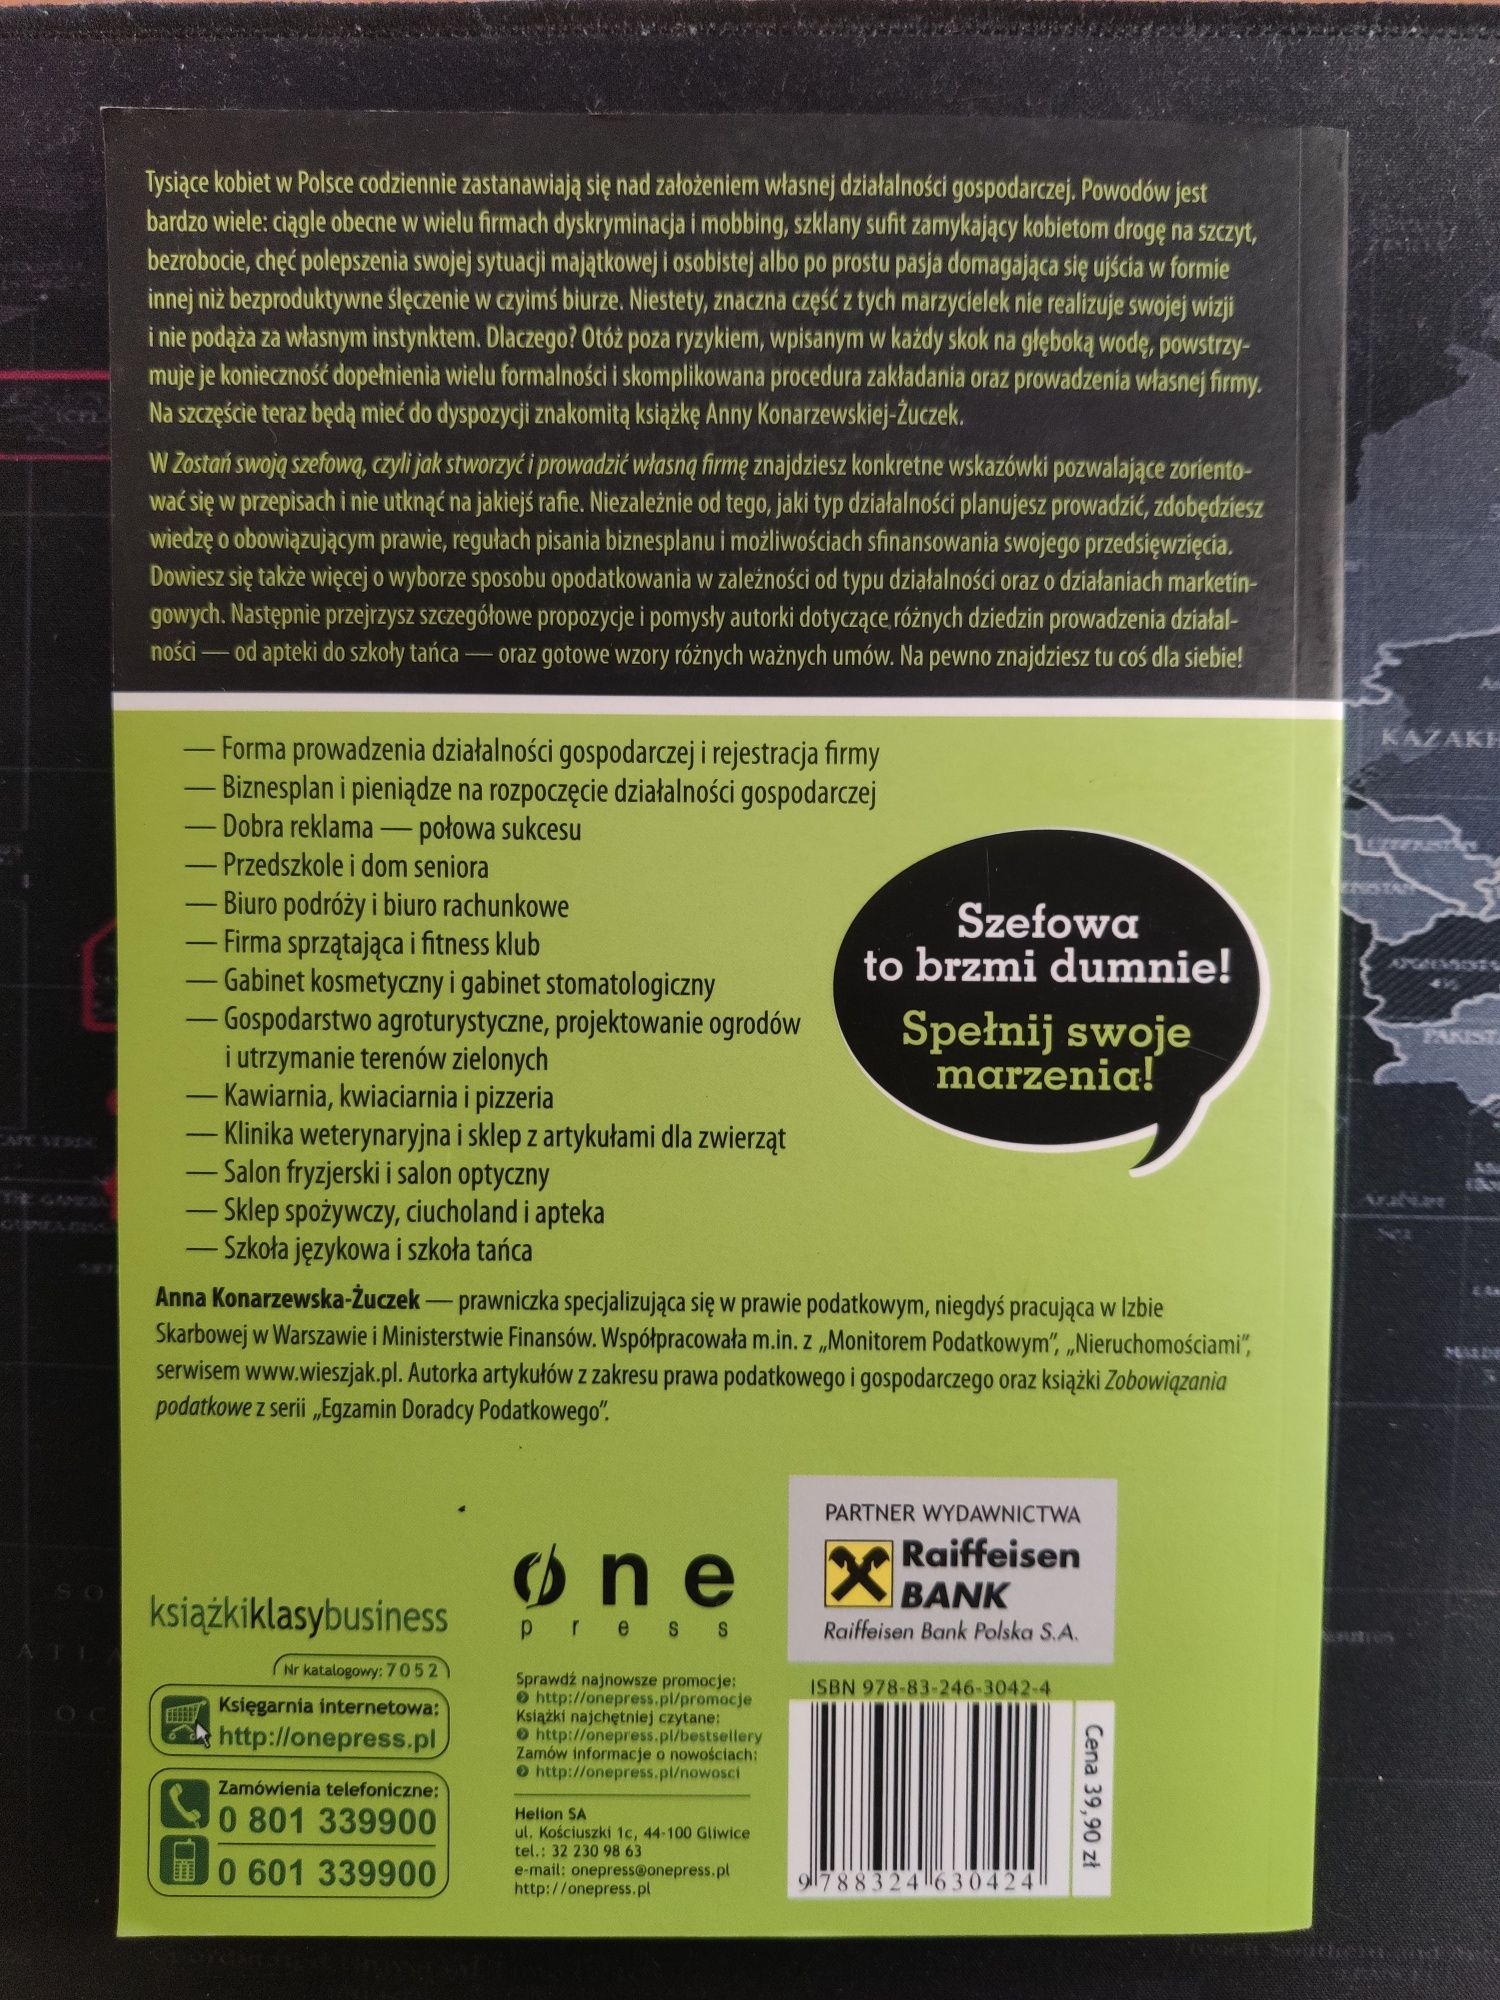 Tysiące kobiet w Polsce codziennie zastanawiają się nad założeniem własnej działalności gospodarczej. Powodów jest
bardzo wiele: ciągle obecne w wielu firmach dyskryminacja i mobbing, szklany sufit zamykający kobietom drogę na szczyt,
bezrobocie, chęć polepszenia swojej sytuacji majątkowej i osobistej albo po prostu pasja domagająca się ujścia w formie
innej niż bezproduktywne ślęczenie w czyimś biurze. Niestety, znaczna część z tych marzycielek nie realizuje swojej wizji
i nie podąża za własnym instynktem. Dlaczego? Otóż poza ryzykiem, wpisanym w każdy skok na głęboką wodę, powstrzy-
muje je konieczność dopełnienia wielu formalności i skomplikowana procedura zakładania oraz prowadzenia własnej firmy.
Na szczęście teraz będą mieć do dyspozycji znakomitą książkę Anny Konarzewskiej-Żuczek.
W Zostań swoją szefową, czyli jak stworzyć i prowadzić własną firmę znajdziesz konkretne wskazówki pozwalające zoriento-
wać się w przepisach i nie utknąć na jakiejś rafie. Niezależnie od tego, jaki typ działalności planujesz prowadzić, zdobędziesz
wiedzę o obowiązującym prawie, regułach pisania biznesplanu i możliwościach sfinansowania swojego przedsięwzięcia.
Dowiesz się także więcej o wyborze sposobu opodatkowania w zależności od typu działalności oraz o działaniach marketin-
gowych. Następnie przejrzysz szczegółowe propozycje i pomysły autorki dotyczące różnych dziedzin prowadzenia działal-
ności — od apteki do szkoły tańca — oraz gotowe wzory różnych ważnych umów. Na pewno znajdziesz tu coś dla siebie!
— Forma prowadzenia działalności gospodarczej i rejestracja firmy
— Biznesplan i pieniądze na rozpoczęcie działalności gospodarczej
— Dobra reklama — połowa sukcesu
— Przedszkole i dom seniora
— Biuro podróży i biuro rachunkowe
— Firma sprzątająca i fitness klub
— Gabinet kosmetyczny i gabinet stomatologiczny
— Gospodarstwo agroturystyczne, projektowanie ogrodów
i utrzymanie terenów zielonych
— Kawiarnia, kwiaciarnia i pizzeria
— Klinika weterynaryjna i sklep z artykułami dla zwierząt
— Salon fryzjerski i salon optyczny
— Sklep spożywczy, ciucholand i apteka
— Szkoła językowa i szkoła tańca
Szefowa
to brzmi dumnie!
Spełnij swoje
marzenia!
Anna Konarzewska-Żuczek — prawniczka specjalizująca się w prawie podatkowym, niegdyś pracująca w Izbie
Skarbowej w Warszawie i Ministerstwie Finansów. Współpracowała m.in. z „Monitorem Podatkowym”, „Nieruchomościami”,
serwisem www.wieszjak.pl. Autorka artykułów z zakresu prawa podatkowego i gospodarczego oraz książki Zobowiązania
podatkowe z serii „Egzamin Doradcy Podatkowego”.
książkiklasybusiness
Nr katalogowy: 7052
Księgarnia internetowa:
http://onepress.pl
Zamówienia telefoniczne:
0 801 339900
0 601 339900
one
press
Sprawdź najnowsze promocje:
http://onepress.pl/promocje
Książki najchętniej czytane:
http://onepress.pl/bestsellery
Zamów informacje o nowościach:
http://onepress.pl/nowosci
Helion SA
ul. Kościuszki 1c, 44-100 Gliwice
tel.: 32 230 98 63
e-mail: onepress@onepress.pl
http://onepress.pl
PARTNER WYDAWNICTWA
Raiffeisen
BANK
Raiffeisen Bank Polska S.A.
ISBN 978-83-246-3042-4
9 788324 630424
Cena 39,90 zł
PAKIST